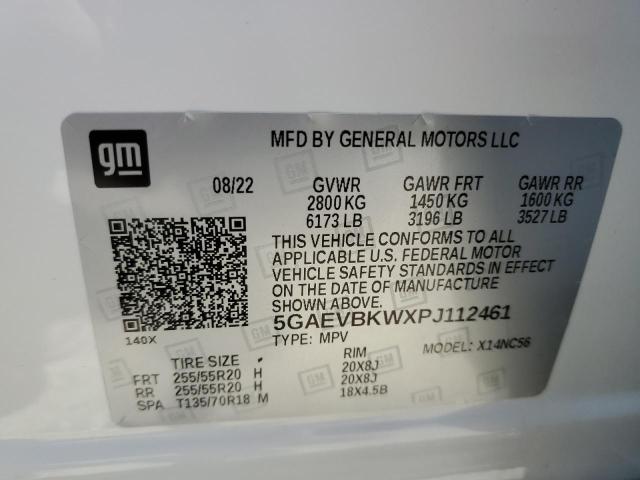 gm
MFD BY GENERAL MOTORS LLC
08/22 GVWR GAWR FRT GAWR RR
2800 KG 1450 KG 1600 KG
6173 LB 3196 LB 3527 LB
THIS VEHICLE CONFORMS TO ALL
APPLICABLE U.S. FEDERAL MOTOR
VEHICLE SAFETY STANDARDS IN EFFECT
ON THE DATE OF MANUFACTURE
SHOWN ABOVE.
5GAEVBKWXPJ112461
140X
TYPE: MPV MODEL: X14NC56
TIRE SIZE RIM
FRT 255/55R20 H 20X8J
RR 255/55R20 H 20X8J
SPA T135/70R18 M 18X4.5B